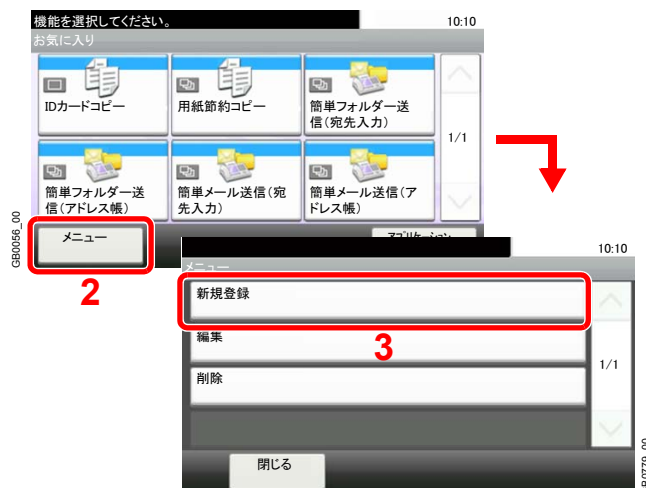 機能を選択してください。 10:10
お気に入り
IDカードコピー
用紙節約コピー
簡単フォルダー送
信(宛先入力)
1/1
簡単フォルダー送
信(アドレス帳)
簡単メール送信(宛
先入力)
簡単メール送信(ア
ドレス帳)
メニュー
GB0056_00
2
10:10
メニュー
新規登録
編集
3
1/1
削除
閉じる